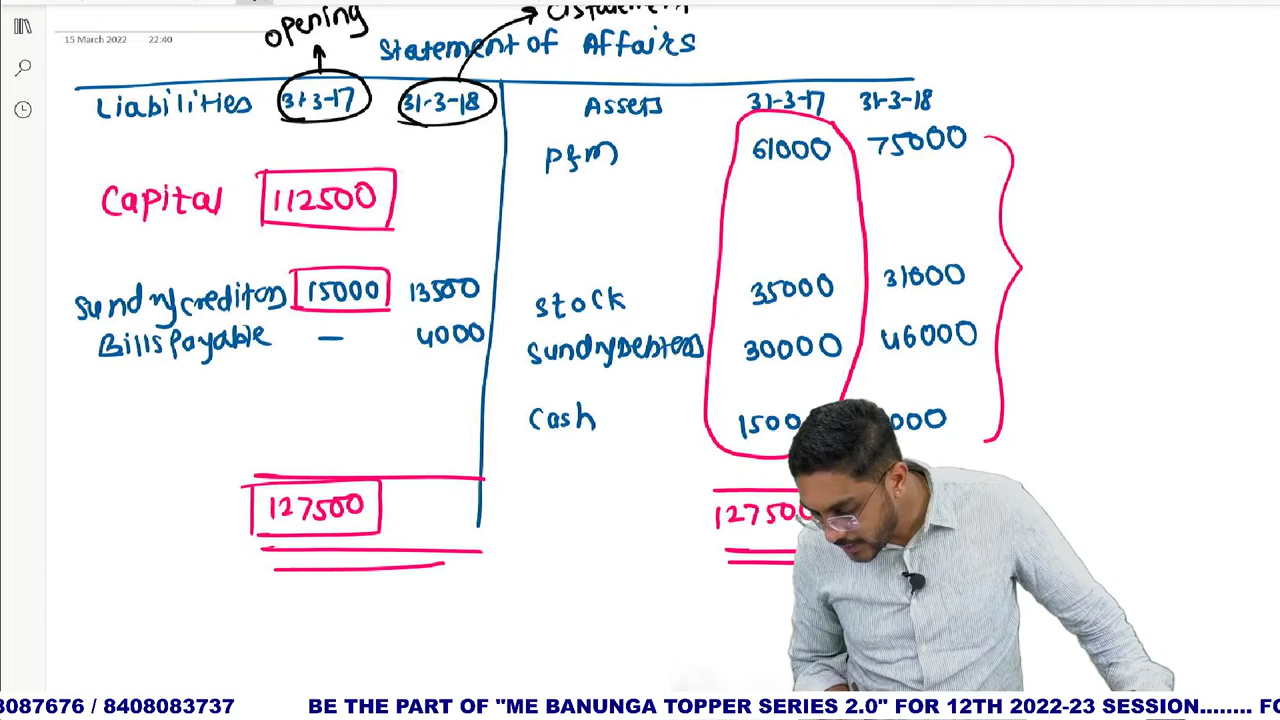 15 March 2022 22:40
opening
Statement of Affairs
Liabilities 31-3-17 31-3-18 Assets 31-3-17 31-3-18
P&M 61000 75000
Capital 112500
Sundry creditors 15000 13500 Stock 35000 31000
Bills Payable — 4000 Sundry Debtors 30000 46000
Cash
127500 127500
3087676 / 8408083737 BE THE PART OF "ME BANUNGA TOPPER SERIES 2.0" FOR 12TH 2022-23 SESSION........ FO